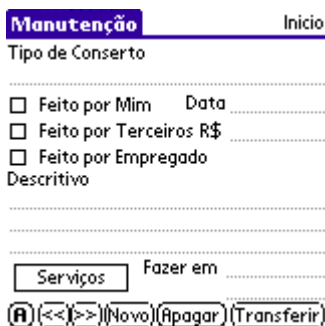 Manutenção Inicio
Tipo de Conserto
Feito por Mim Data
Feito por Terceiros R$
Feito por Empregado
Descritivo
Serviços Fazer em
A << >> Novo Apagar Transferir